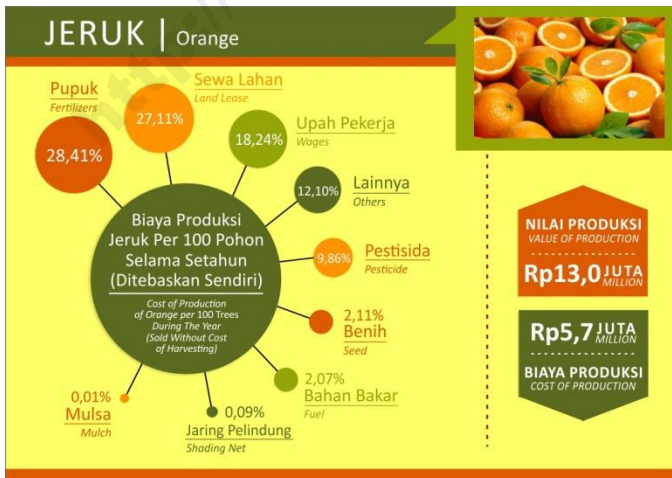 JERUK | Orange
Pupuk
Fertilizers
28,41%
Sewa Lahan
Land Lease
27,11%
18,24%
Upah Pekerja
Wages
12,10%
Lainnya
Others
9,86%
Pestisida
Pesticide
2,11%
Benih
Seed
2,07%
Bahan Bakar
Fuel
0,09%
Jaring Pelindung
Shading Net
0,01%
Mulsa
Mulch
Biaya Produksi
Jeruk Per 100 Pohon
Selama Setahun
(Ditebaskan Sendiri)
Cost of Production
of Orange per 100 Trees
During The Year
(Sold Without Cost
of Harvesting)
NILAI PRODUKSI
VALUE OF PRODUCTION
Rp13,0 JUTA
MILLION
Rp5,7 JUTA
MILLION
BIAYA PRODUKSI
COST OF PRODUCTION